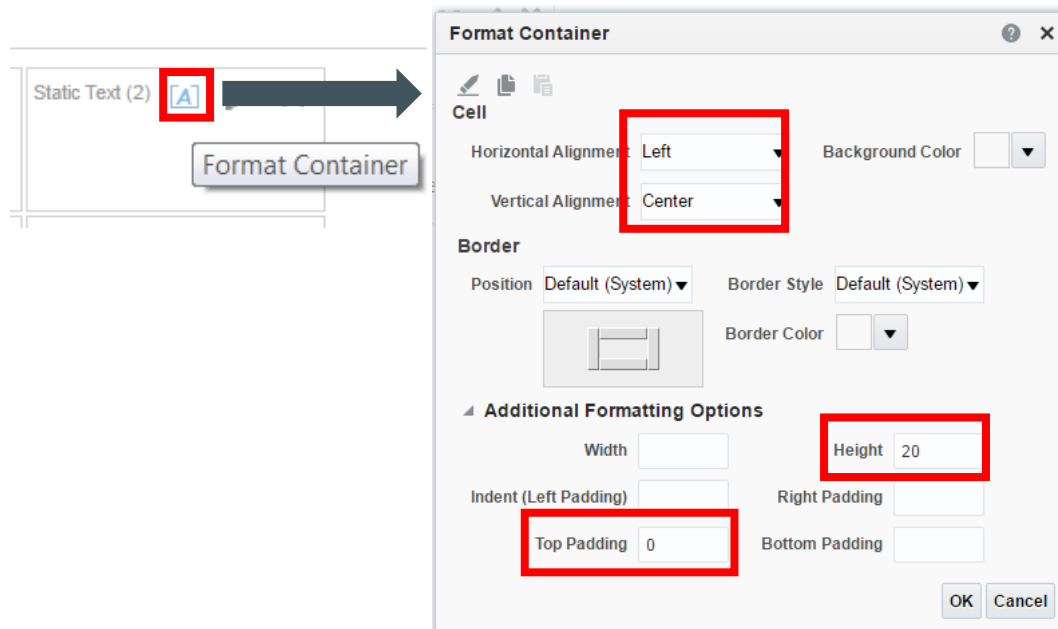 Static Text (2) [A]
Format Container
Format Container
Cell
Horizontal Alignment Left Background Color
Vertical Alignment Center
Border
Position Default (System) Border Style Default (System)
Border Color
Additional Formatting Options
Width Height 20
Indent (Left Padding) Right Padding
Top Padding 0 Bottom Padding
OK Cancel